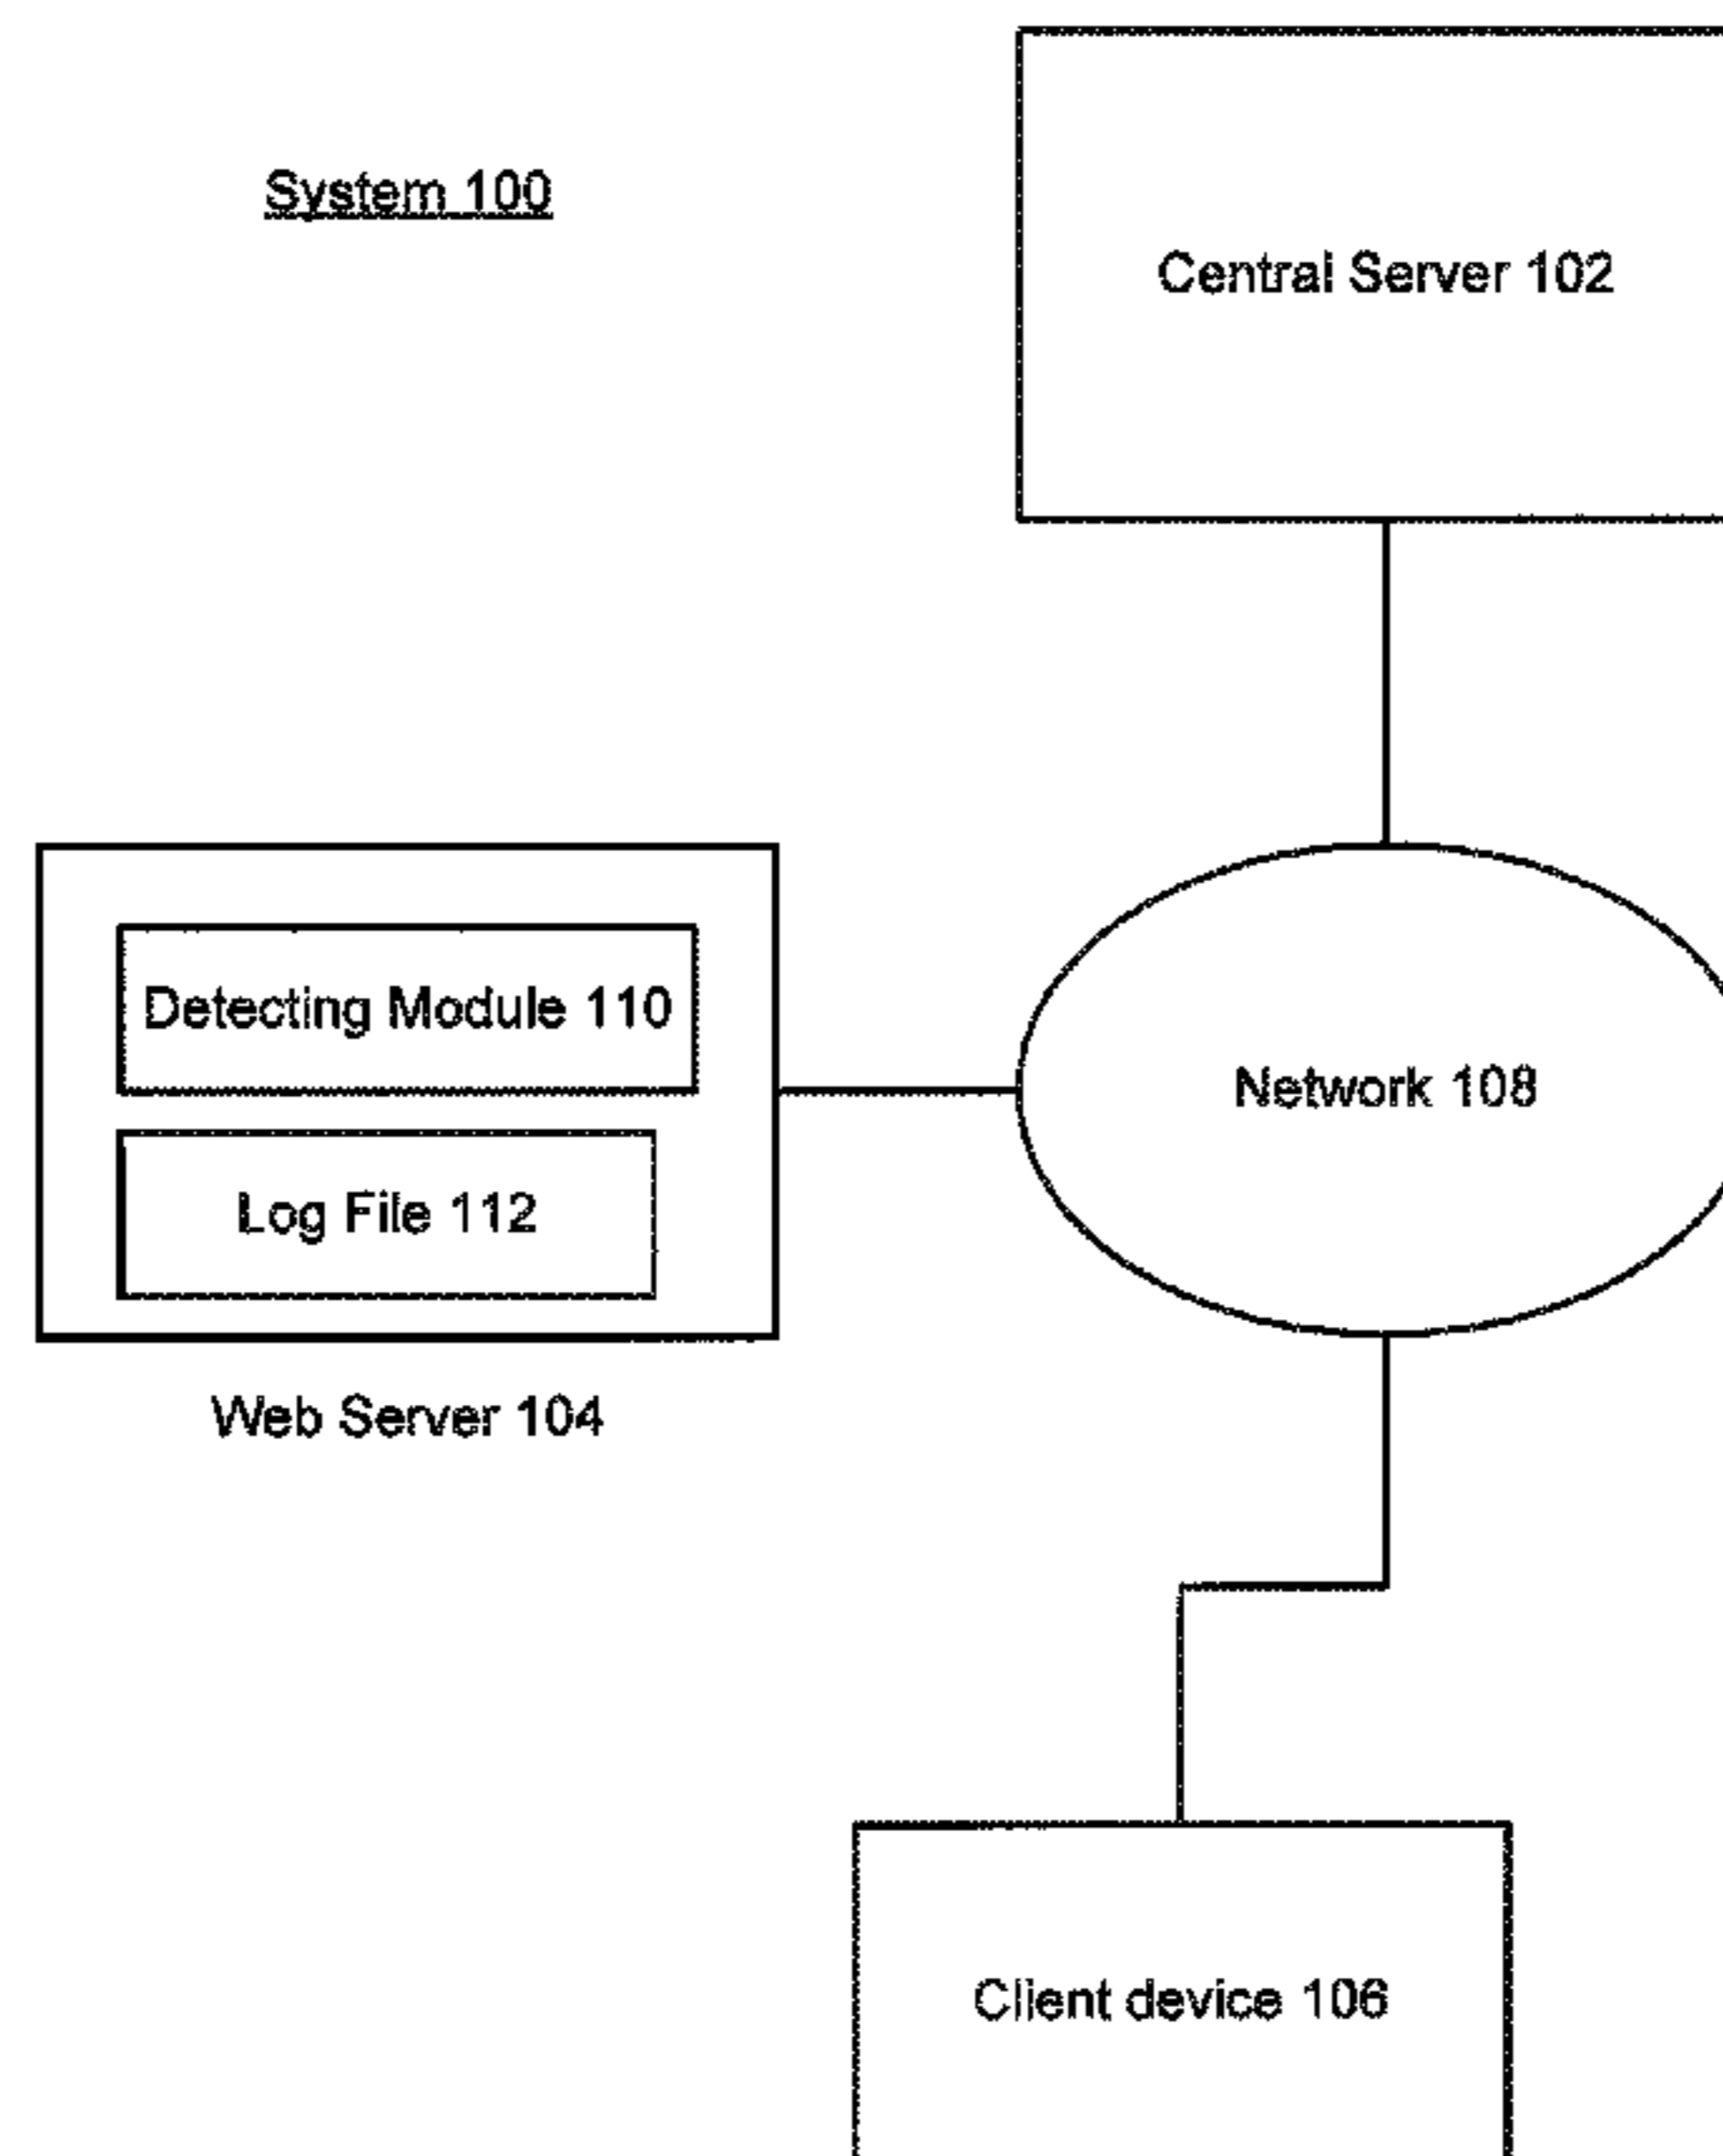 System 100
Central Server 102
Detecting Module 110
Network 108
Log File 112
Web Server 104
Client device 106